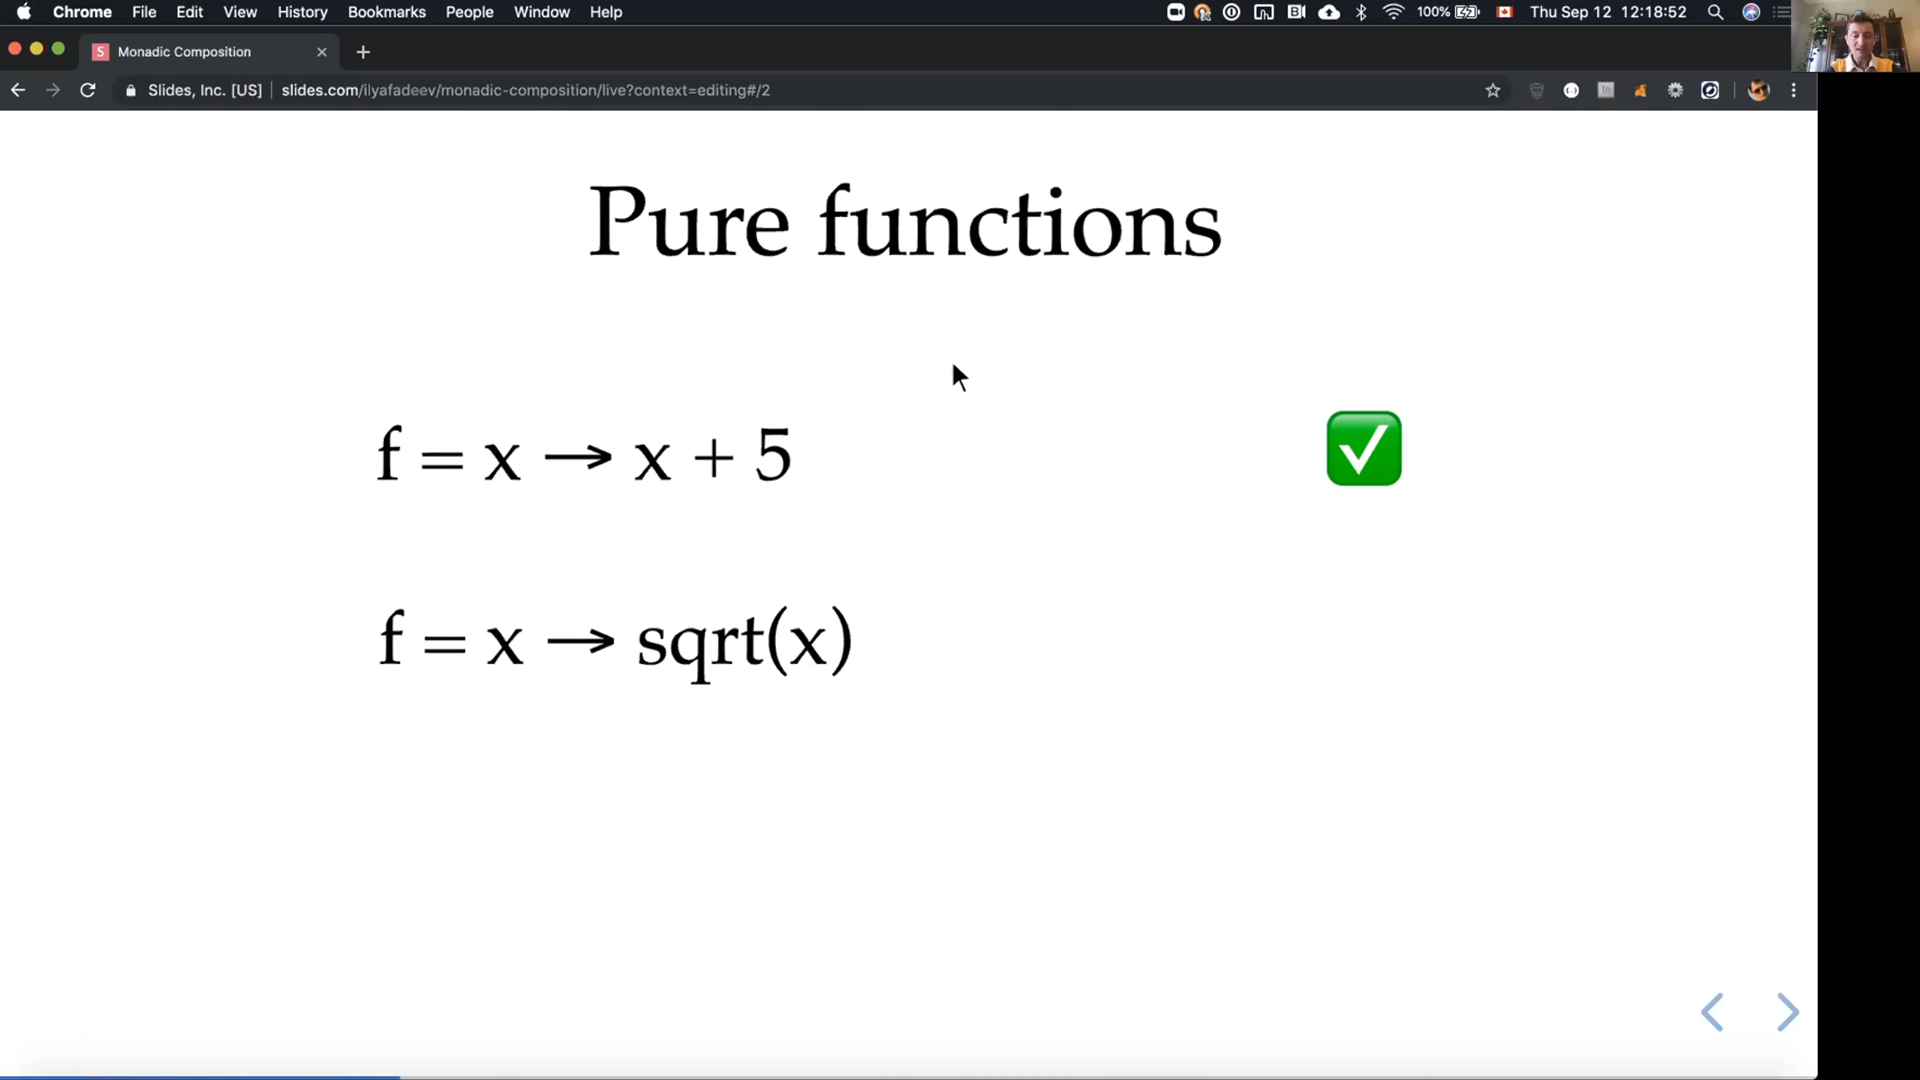 Chrome File Edit View History Bookmarks People Window Help 100% Thu Sep 12 12:18:52
S Monadic Composition
Slides, Inc. [US] slides.com/ilyafadeev/monadic-composition/live?context=editing#/2
Pure functions
f = x → x + 5
f = x → sqrt(x)